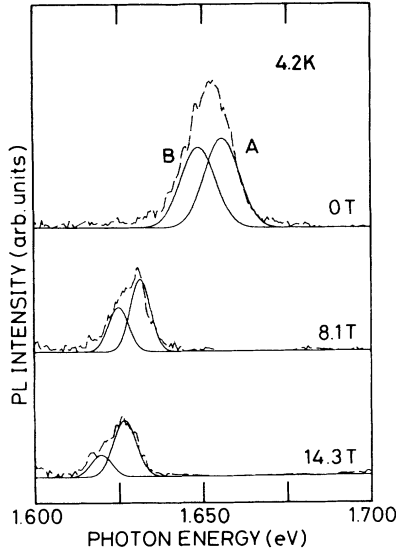 4.2K
B
A
0T
8.1T
14.3T
1.600
1.650
1.700
PHOTON ENERGY (eV)
PL INTENSITY (arb. units)